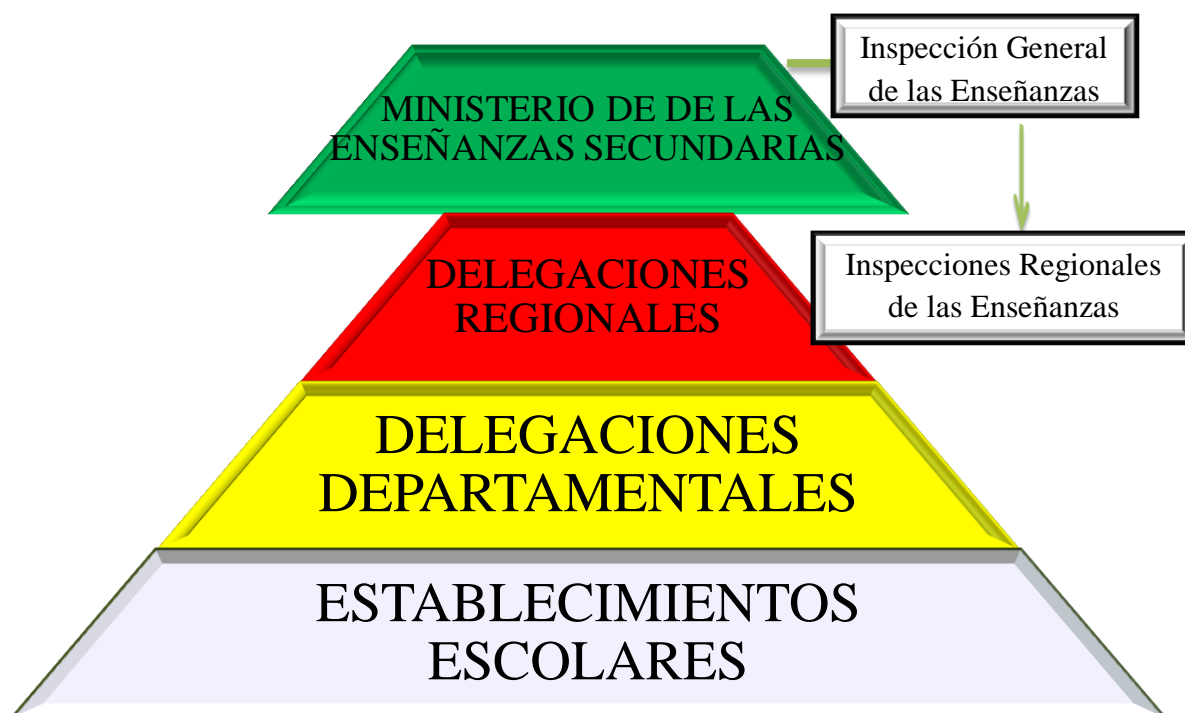 MINISTERIO DE DE LAS
ENSEÑANZAS SECUNDARIAS
Inspección General
de las Enseñanzas
DELEGACIONES
REGIONALES
Inspecciones Regionales
de las Enseñanzas
DELEGACIONES
DEPARTAMENTALES
ESTABLECIMIENTOS
ESCOLARES